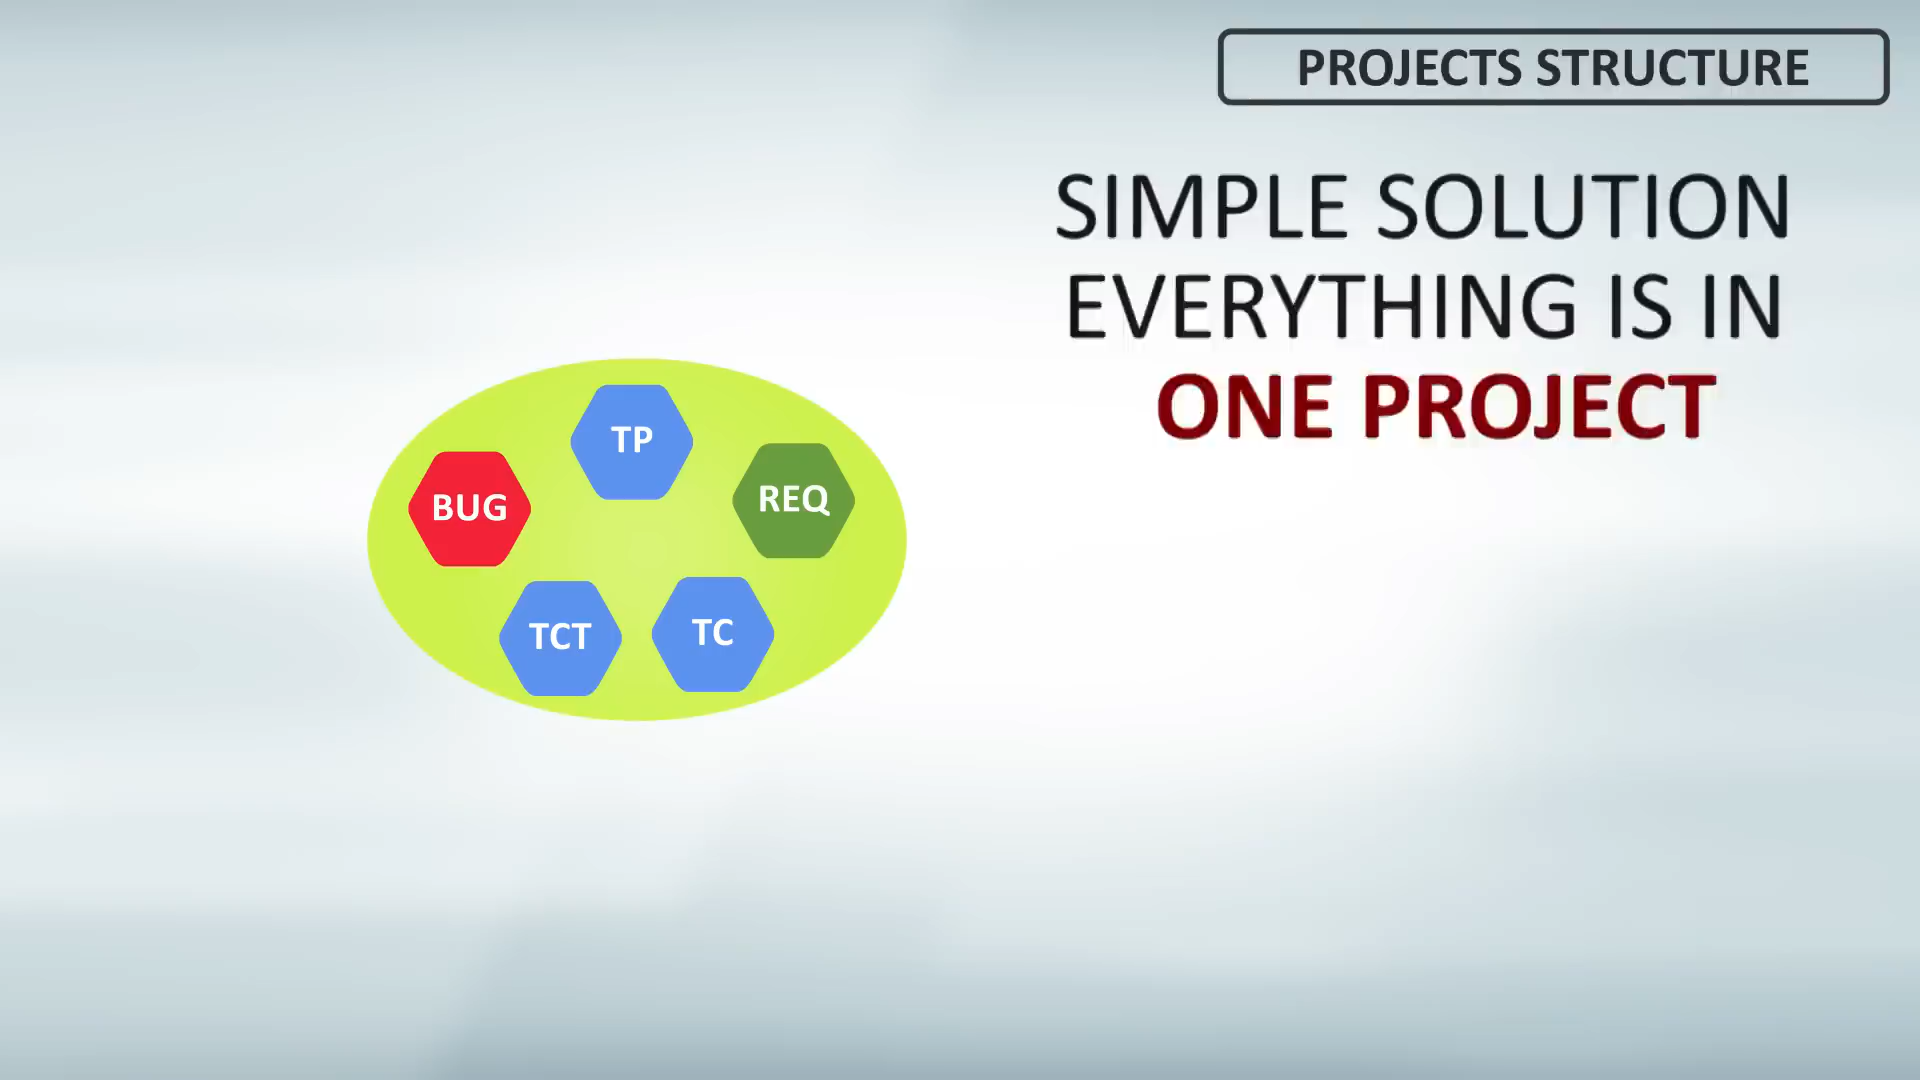 PROJECTS STRUCTURE
SIMPLE SOLUTION
EVERYTHING IS IN
ONE PROJECT
TP
BUG
REQ
TCT
TC